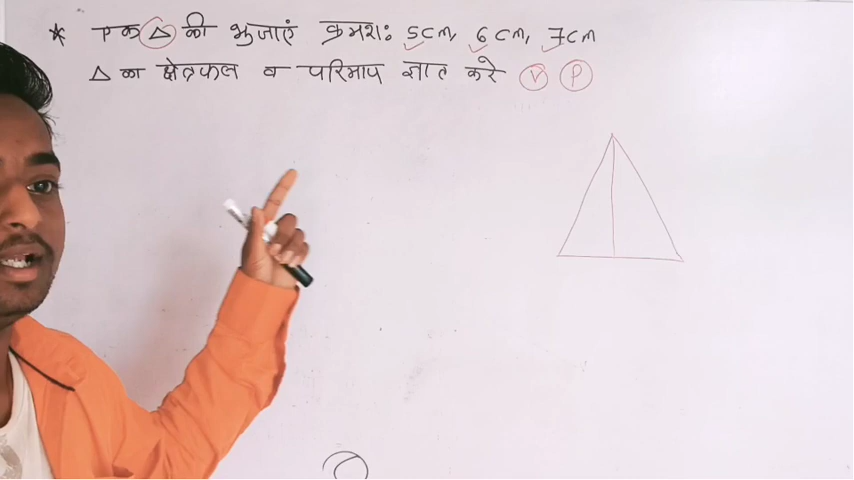 * एक △ की भुजाएं क्रमश: 5cm, 6cm, 7cm
△ का क्षेत्रफल व परिमाप ज्ञात करे V P